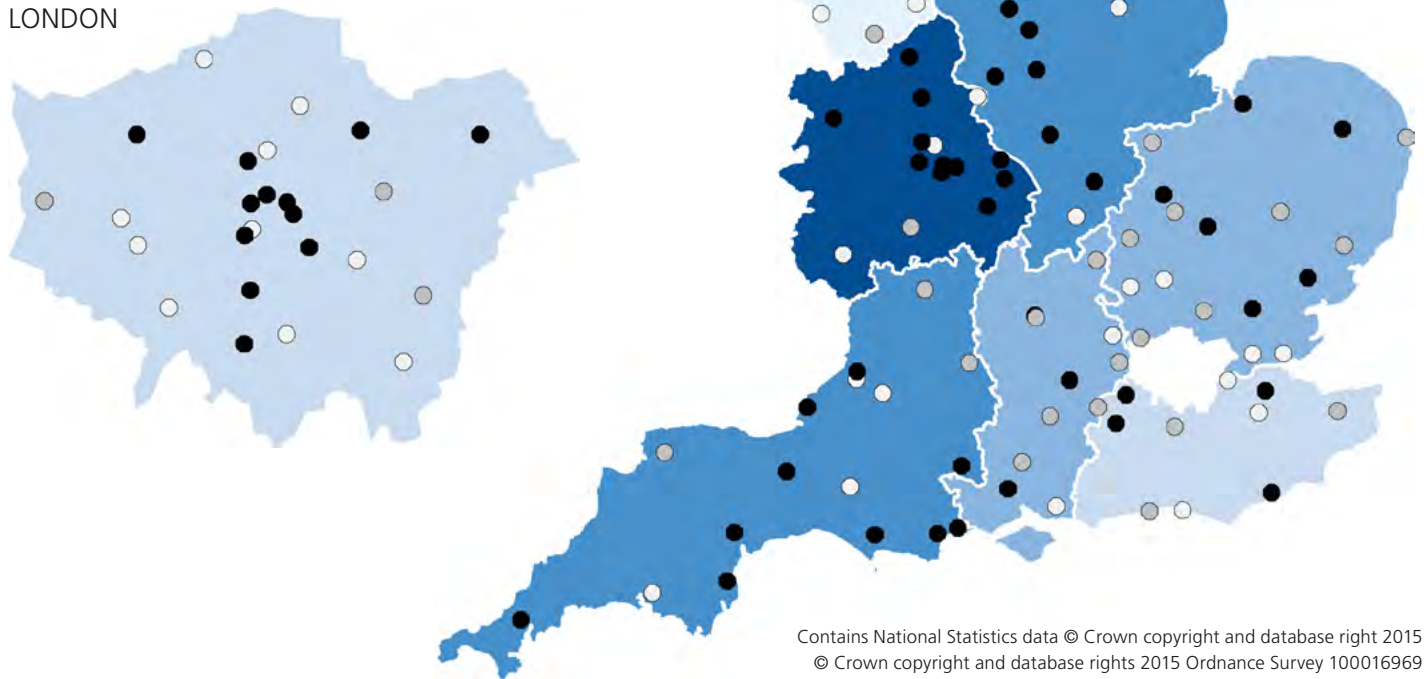 LONDON
Contains National Statistics data © Crown copyright and database right 2015
© Crown copyright and database rights 2015 Ordnance Survey 100016969